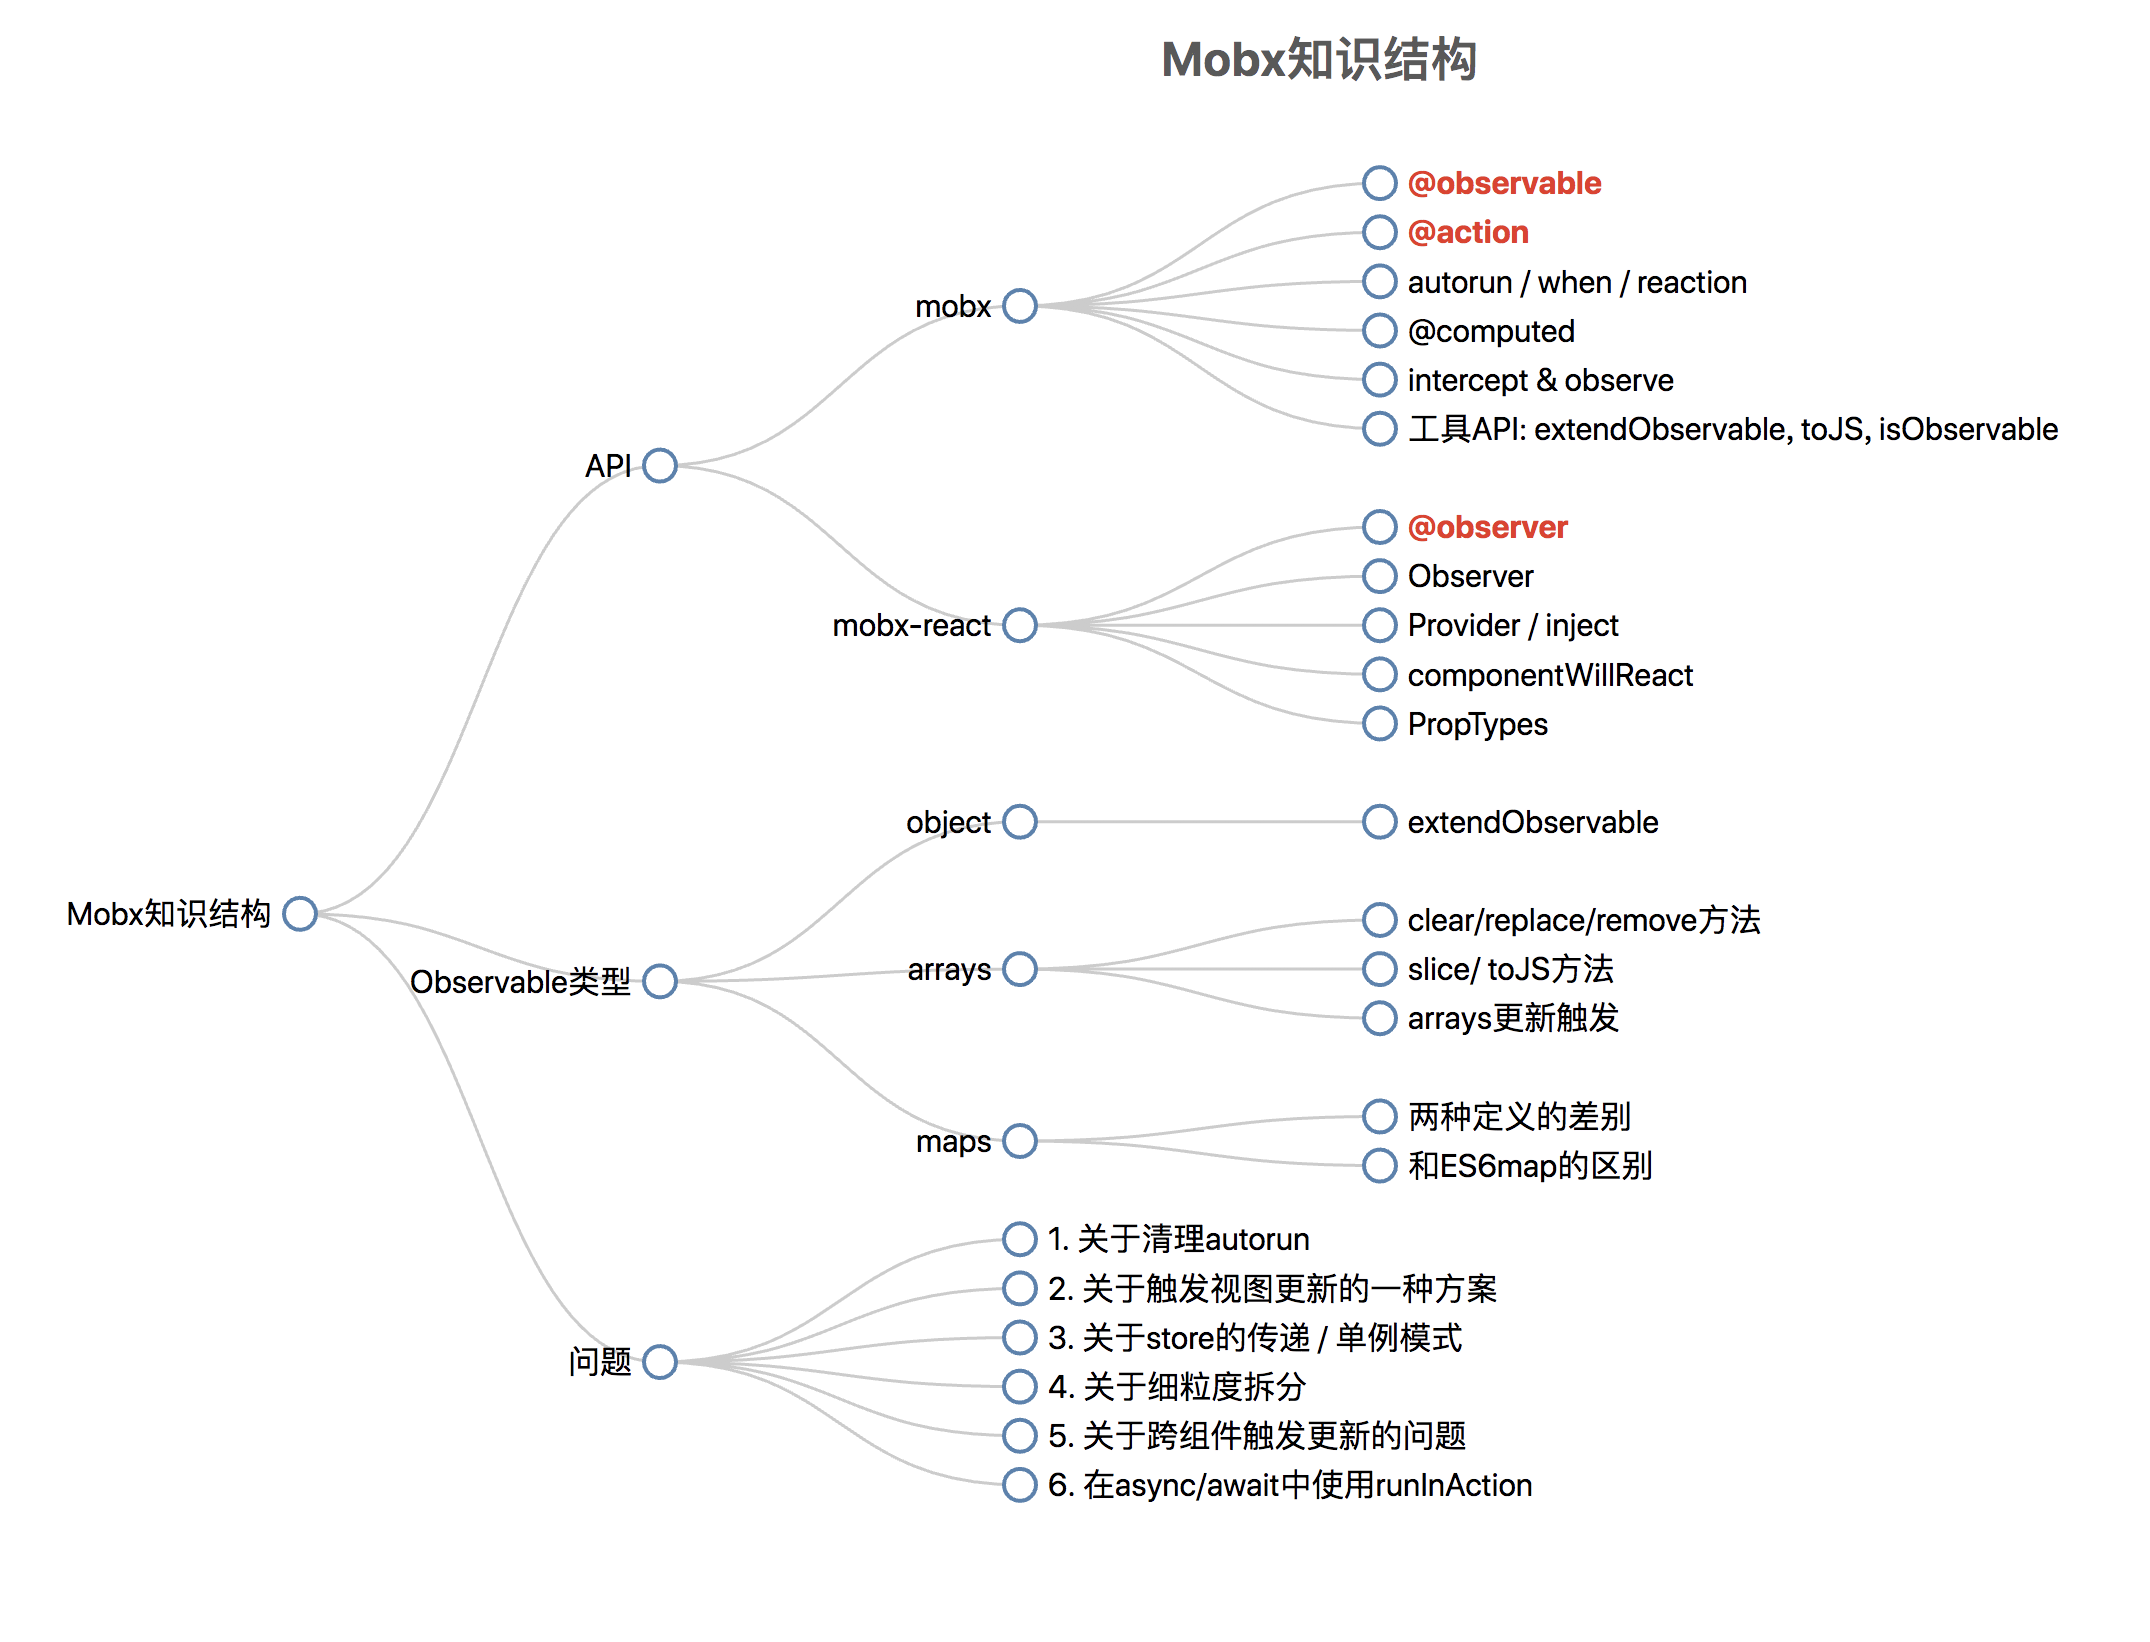 Mobx知识结构
@observable
@action
mobx
autorun / when / reaction
@computed
intercept & observe
工具API: extendObservable, toJS, isObservable
API
@observer
Observer
mobx-react
Provider / inject
componentWillReact
PropTypes
object
extendObservable
Mobx知识结构
clear/replace/remove方法
Observable类型
arrays
slice/ toJS方法
arrays更新触发
maps
两种定义的差别
和ES6map的区别
1. 关于清理autorun
2. 关于触发视图更新的一种方案
3. 关于store的传递 / 单例模式
问题
4. 关于细粒度拆分
5. 关于跨组件触发更新的问题
6. 在async/await中使用runInAction